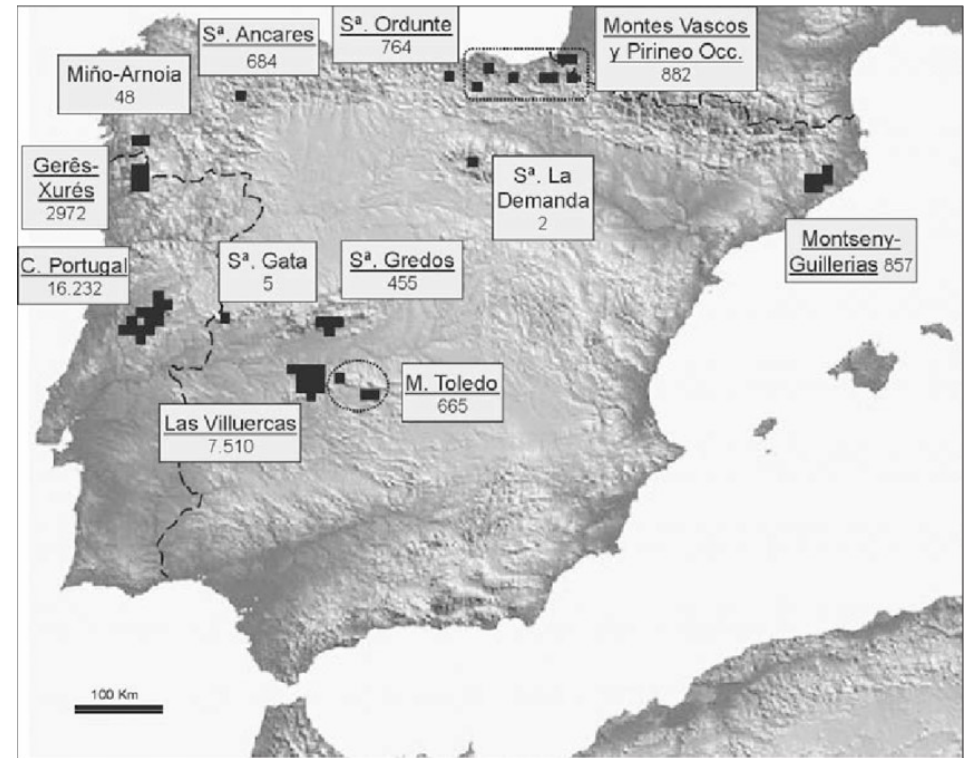 Sª. Ancares
684
Sª. Ordunte
764
Montes Vascos
y Pirineo Occ.
882
Miño-Arnoia
48
Gerês-
Xurés
2972
Sª. La
Demanda
2
Montseny-
Guillerias 857
C. Portugal
16.232
Sª. Gata
5
Sª. Gredos
455
M. Toledo
665
Las Villuercas
7.510
100 Km